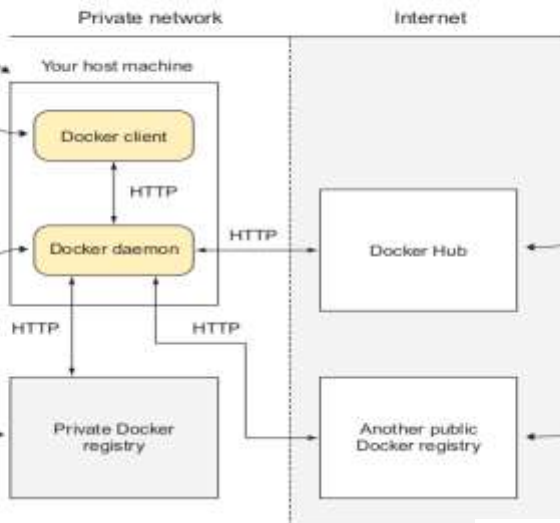 Private network
Internet
Your host machine
Docker client
HTTP
Docker daemon
HTTP
Docker Hub
HTTP
HTTP
Private Docker
registry
Another public
Docker registry